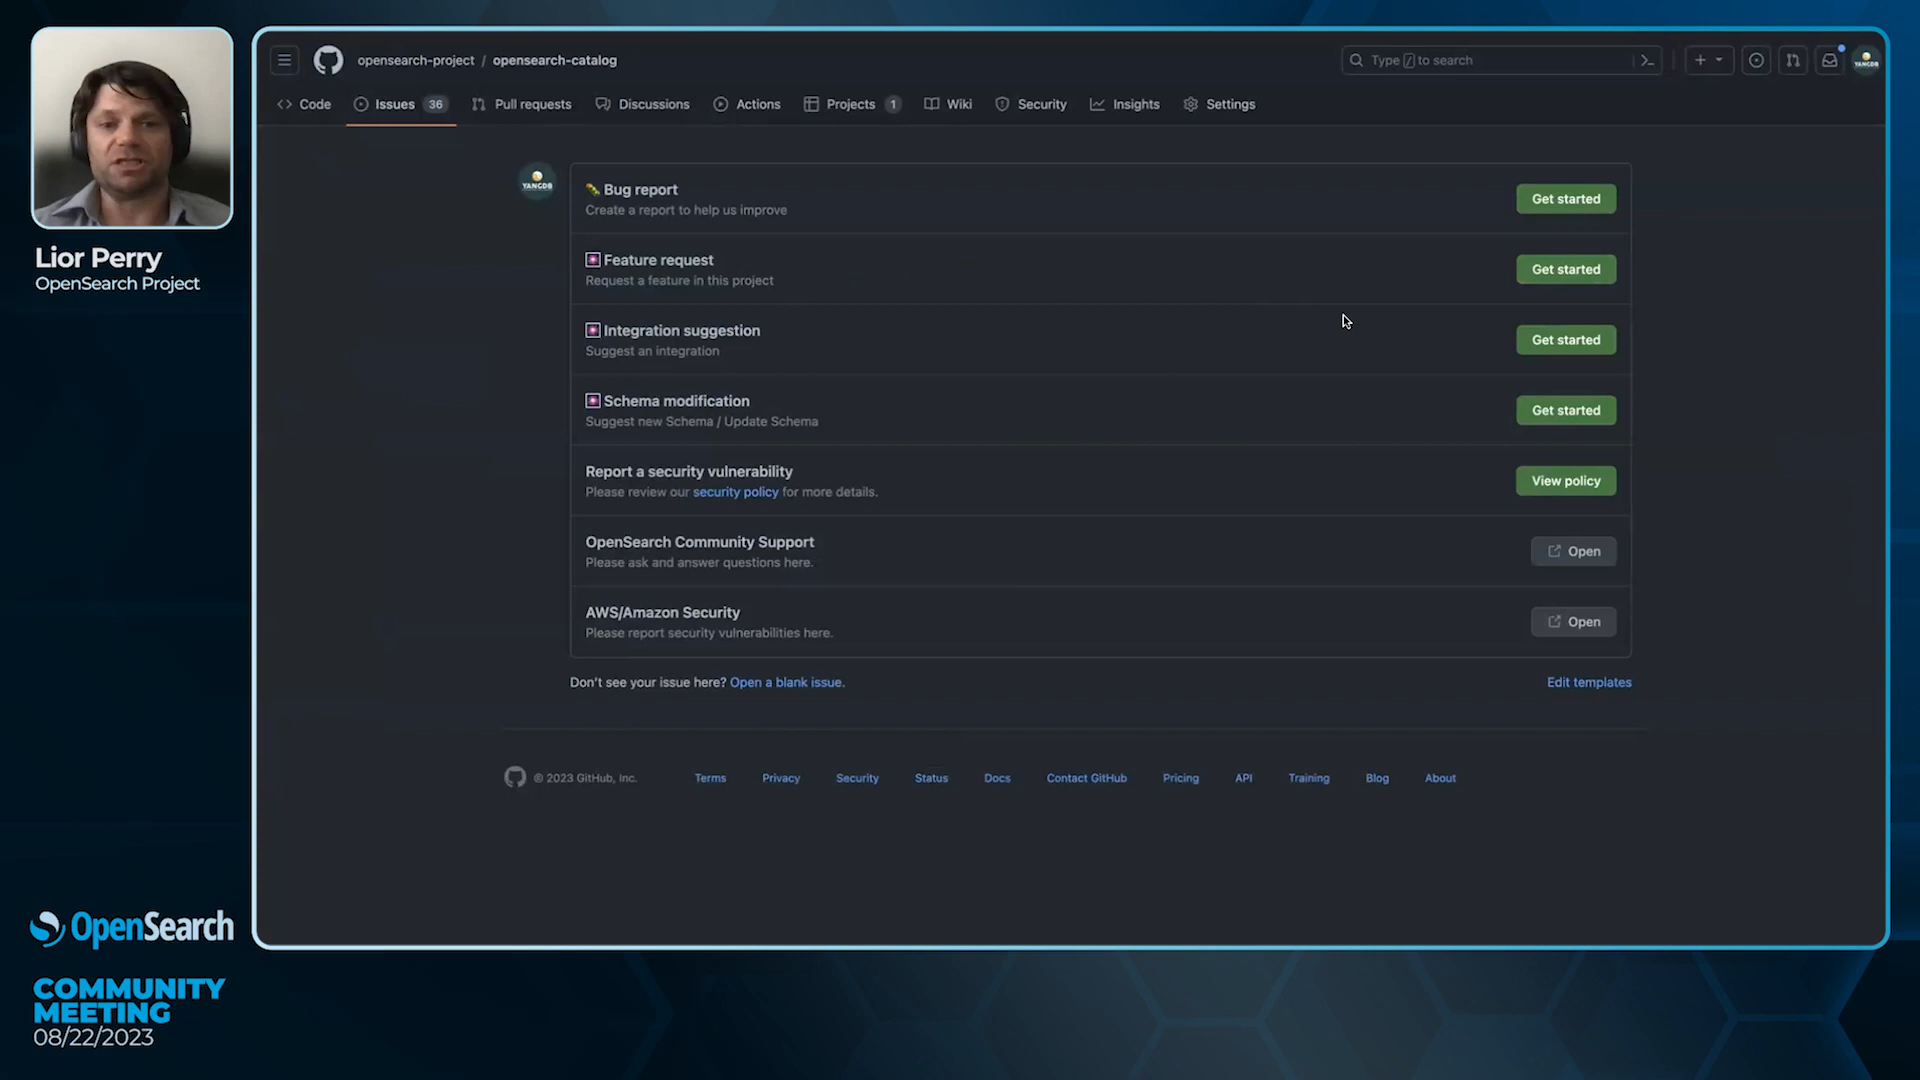 Lior Perry
OpenSearch Project
OpenSearch
COMMUNITY
MEETING
08/22/2023
opensearch-project / opensearch-catalog
Type / to search
Code
Issues 36
Pull requests
Discussions
Actions
Projects 1
Wiki
Security
Insights
Settings
YANGDB
YANGDB
Bug report
Create a report to help us improve
Get started
Feature request
Request a feature in this project
Get started
Integration suggestion
Suggest an integration
Get started
Schema modification
Suggest new Schema / Update Schema
Get started
Report a security vulnerability
Please review our security policy for more details.
View policy
OpenSearch Community Support
Please ask and answer questions here.
Open
AWS/Amazon Security
Please report security vulnerabilities here.
Open
Don't see your issue here? Open a blank issue.
Edit templates
© 2023 GitHub, Inc.
Terms
Privacy
Security
Status
Docs
Contact GitHub
Pricing
API
Training
Blog
About